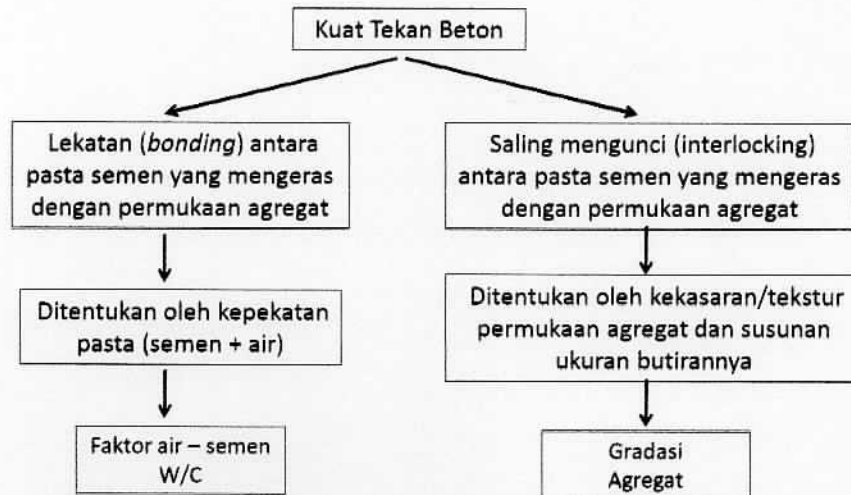 Kuat Tekan Beton
Lekatan (bonding) antara
pasta semen yang mengeras
dengan permukaan agregat
Saling mengunci (interlocking)
antara pasta semen yang mengeras
dengan permukaan agregat
Ditentukan oleh kepekatan
pasta (semen + air)
Ditentukan oleh kekasaran/tekstur
permukaan agregat dan susunan
ukuran butirannya
Faktor air – semen
W/C
Gradasi
Agregat